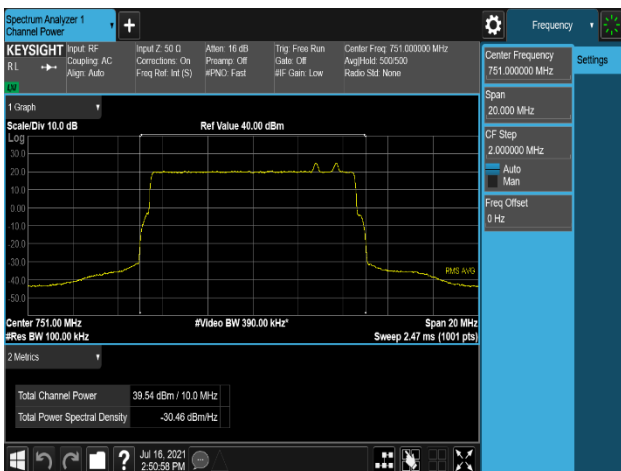 Spectrum Analyzer 1
Channel Power
+
Frequency
KEYSIGHT
RL
LW
Input: RF
Coupling: AC
Align: Auto
Input Z: 50 Ω
Corrections: On
Freq Ref: Int (S)
Atten: 16 dB
Preamp: Off
#PNO: Fast
Trig: Free Run
Gate: Off
#IF Gain: Low
Center Freq: 751.000000 MHz
Avg|Hold: 500/500
Radio Std: None
Center Frequency
751.000000 MHz
Settings
Span
20.000 MHz
CF Step
2.000000 MHz
Auto
Man
Freq Offset
0 Hz
1 Graph
Scale/Div 10.0 dB
Ref Value 40.00 dBm
Log
30.0
20.0
10.0
0.00
-10.0
-20.0
-30.0
-40.0
-50.0
RMS AVG
Center 751.00 MHz
#Video BW 390.00 kHz*
Span 20 MHz
#Res BW 100.00 kHz
Sweep 2.47 ms (1001 pts)
2 Metrics
Total Channel Power 39.54 dBm / 10.0 MHz
Total Power Spectral Density -30.46 dBm/Hz
?
Jul 16, 2021
2:50:58 PM